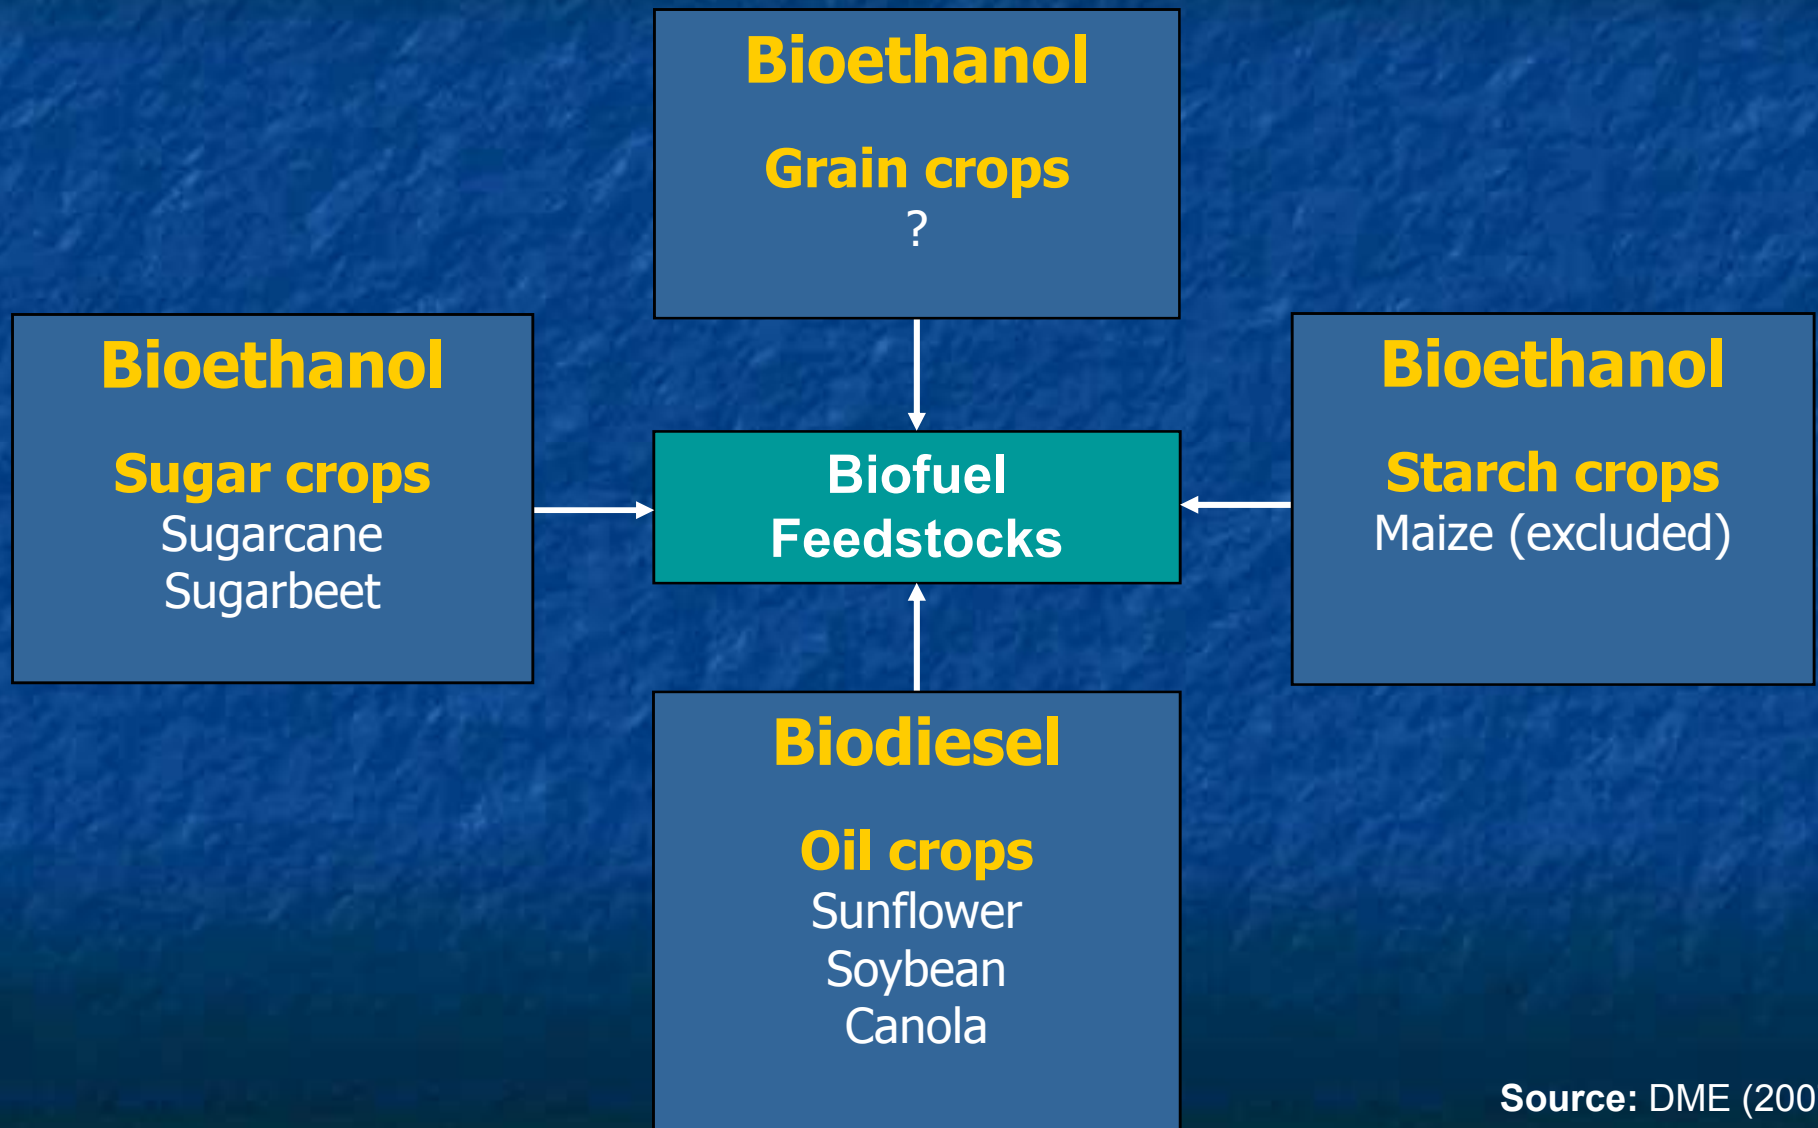 Bioethanol
Grain crops
?
Bioethanol
Sugar crops
Sugarcane
Sugarbeet
Biofuel
Feedstocks
Bioethanol
Starch crops
Maize (excluded)
Biodiesel
Oil crops
Sunflower
Soybean
Canola
Source: DME (200